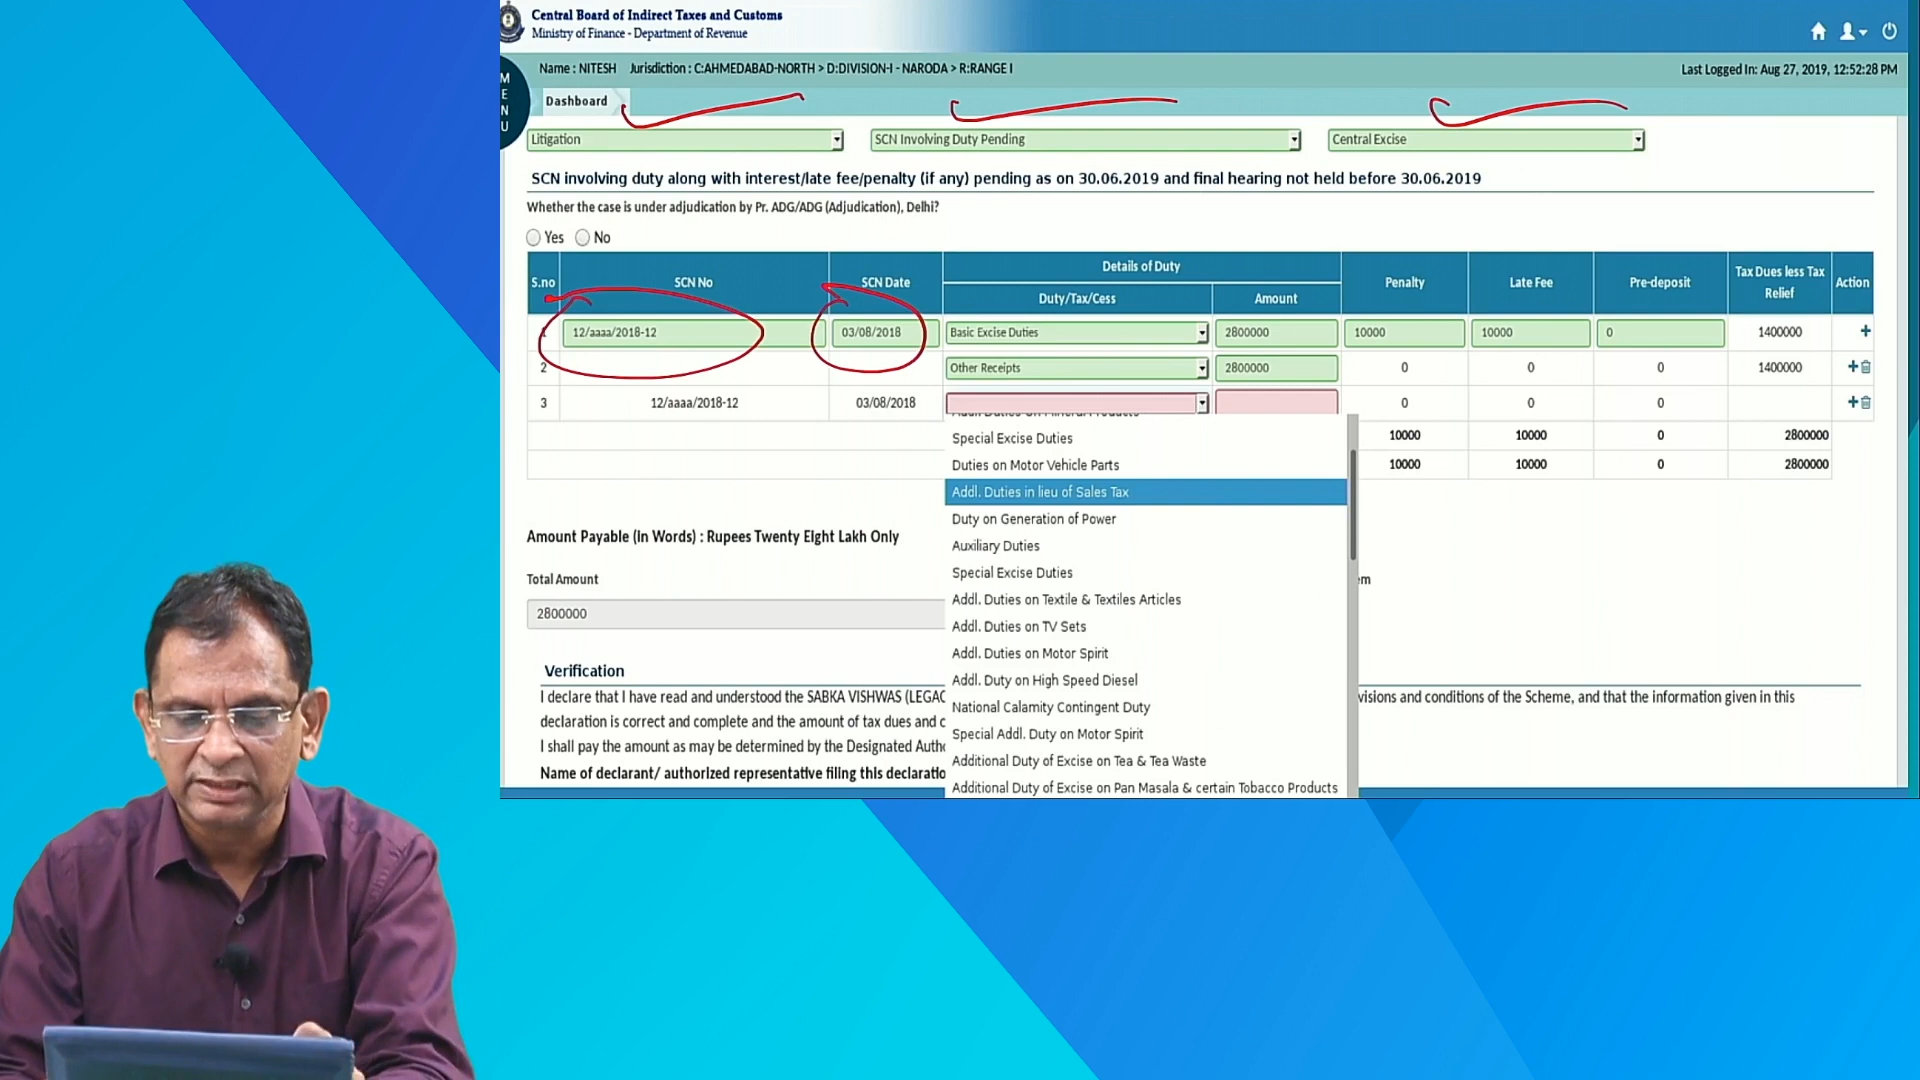 Central Board of Indirect Taxes and Customs
Ministry of Finance - Department of Revenue
Name : NITESH Jurisdiction : C:AHMEDABAD-NORTH > D:DIVISION-I - NARODA > R:RANGE I Last Logged In: Aug 27, 2019, 12:52:28 PM
MENU
Dashboard
Litigation SCN Involving Duty Pending Central Excise
SCN involving duty along with interest/late fee/penalty (if any) pending as on 30.06.2019 and final hearing not held before 30.06.2019
Whether the case is under adjudication by Pr. ADG/ADG (Adjudication), Delhi?
Yes No
S.no SCN No SCN Date Details of Duty Penalty Late Fee Pre-deposit Tax Dues less Tax Relief Action
Duty/Tax/Cess Amount
1 12/aaaa/2018-12 03/08/2018 Basic Excise Duties 2800000 10000 10000 0 1400000
2 Other Receipts 2800000 0 0 0 1400000
3 12/aaaa/2018-12 03/08/2018 0 0 0
Addl. Duties on Mineral Products
10000 10000 0 2800000
10000 10000 0 2800000
Special Excise Duties
Duties on Motor Vehicle Parts
Addl. Duties in lieu of Sales Tax
Duty on Generation of Power
Auxiliary Duties
Special Excise Duties
Addl. Duties on Textile & Textiles Articles
Addl. Duties on TV Sets
Addl. Duties on Motor Spirit
Addl. Duty on High Speed Diesel
National Calamity Contingent Duty
Special Addl. Duty on Motor Spirit
Additional Duty of Excise on Tea & Tea Waste
Additional Duty of Excise on Pan Masala & certain Tobacco Products
Amount Payable (In Words) : Rupees Twenty Eight Lakh Only
Total Amount
2800000
Verification
I declare that I have read and understood the SABKA VISHWAS (LEGAC visions and conditions of the Scheme, and that the information given in this
declaration is correct and complete and the amount of tax dues and
I shall pay the amount as may be determined by the Designated Autho
Name of declarant/ authorized representative filing this declaratio